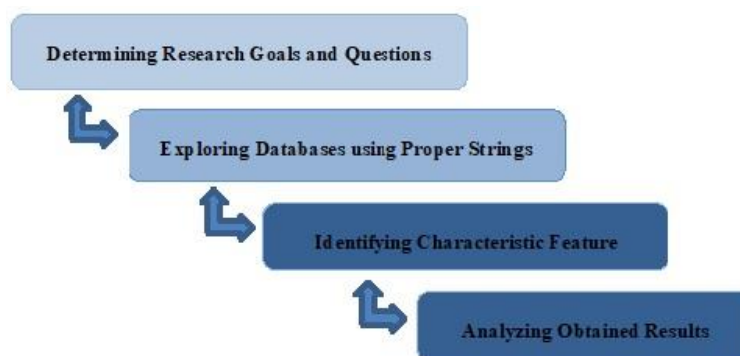 Determining Research Goals and Questions
Exploring Databases using Proper Strings
Identifying Characteristic Feature
Analyzing Obtained Results